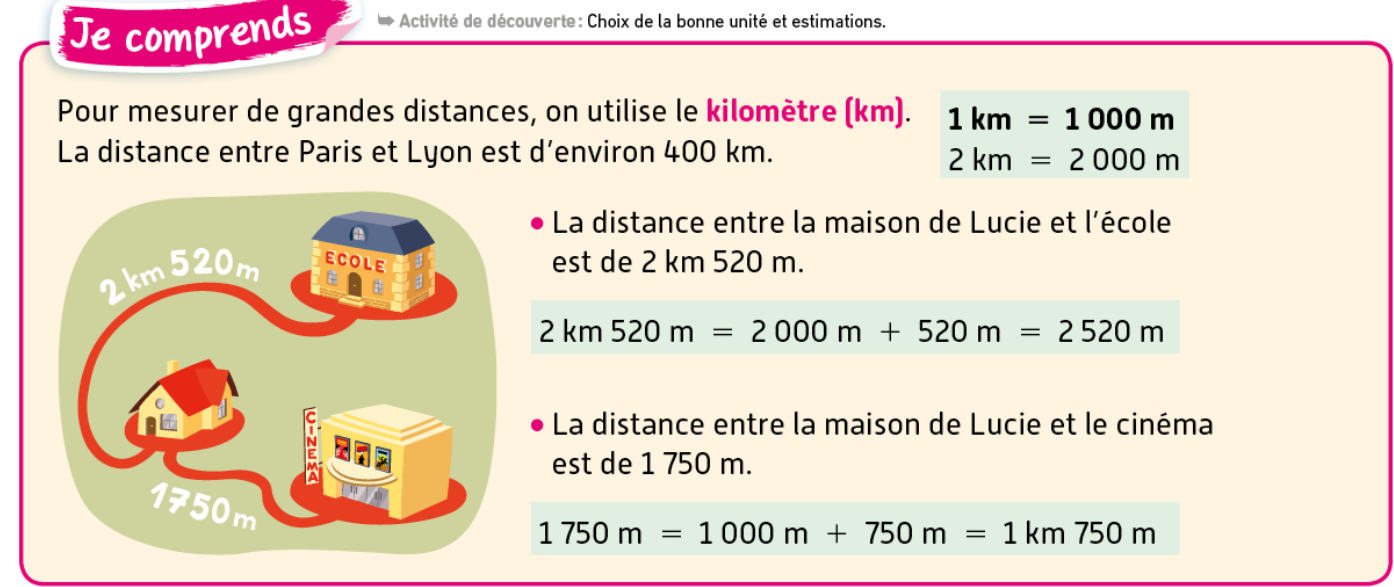 Je comprends
➥ Activité de découverte : Choix de la bonne unité et estimations.
Pour mesurer de grandes distances, on utilise le kilomètre (km).
La distance entre Paris et Lyon est d’environ 400 km.
1 km = 1 000 m
2 km = 2 000 m
2 km 520 m
ECOLE
CINEMA
1750 m
• La distance entre la maison de Lucie et l’école
est de 2 km 520 m.
2 km 520 m = 2 000 m + 520 m = 2 520 m
• La distance entre la maison de Lucie et le cinéma
est de 1 750 m.
1 750 m = 1 000 m + 750 m = 1 km 750 m